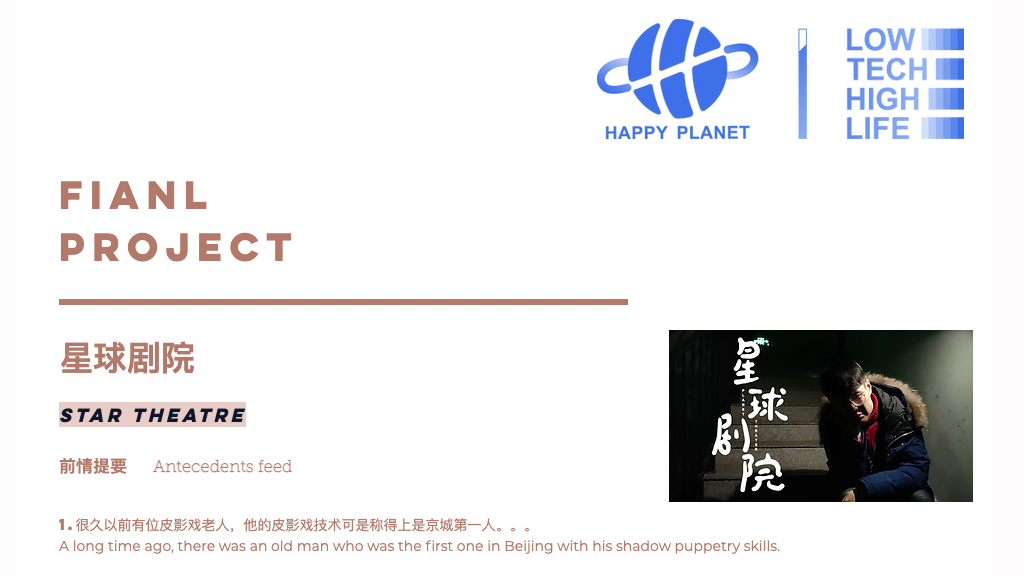 HAPPY PLANET
LOW
TECH
HIGH
LIFE
FIANL
PROJECT
星球剧院
STAR THEATRE
星球
剧院
前情提要 Antecedents feed
1.很久以前有位皮影戏老人，他的皮影戏技术可是称得上是京城第一人。。。
A long time ago, there was an old man who was the first one in Beijing with his shadow puppetry skills.